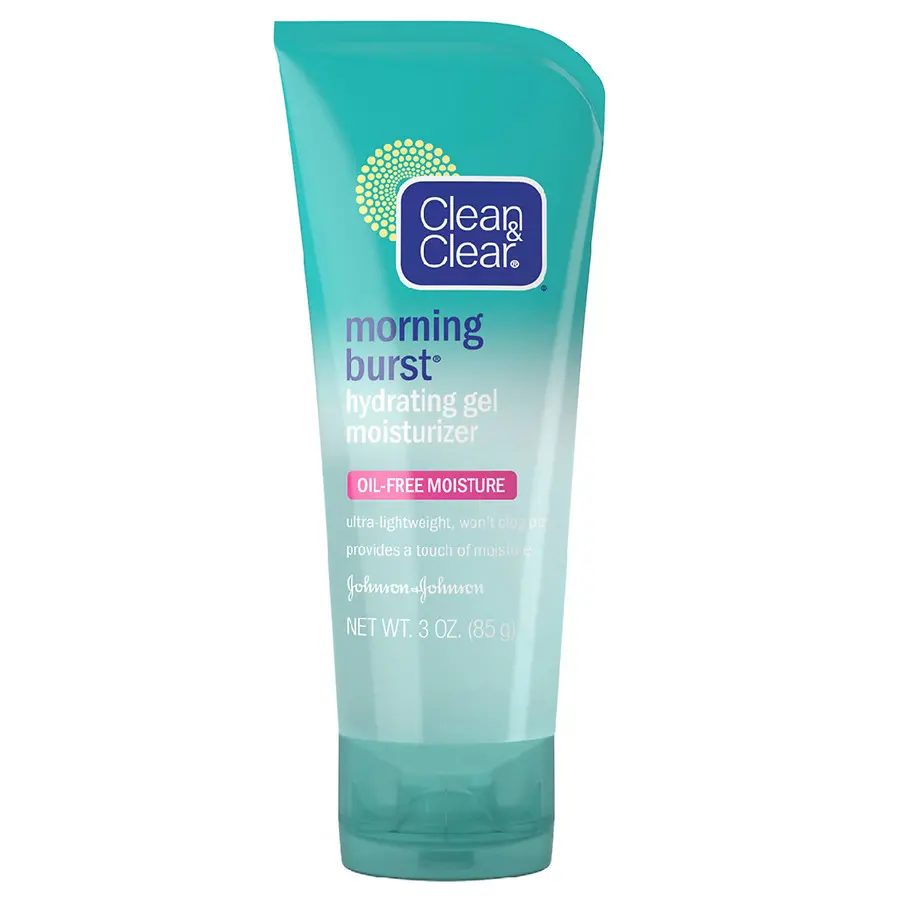 Clean
&
Clear®
morning
burst®
hydrating gel
moisturizer
OIL-FREE MOISTURE
ultra-lightweight, won't clog
provides a touch of moisture
Johnson & Johnson
NET WT. 3 OZ. (85 g)